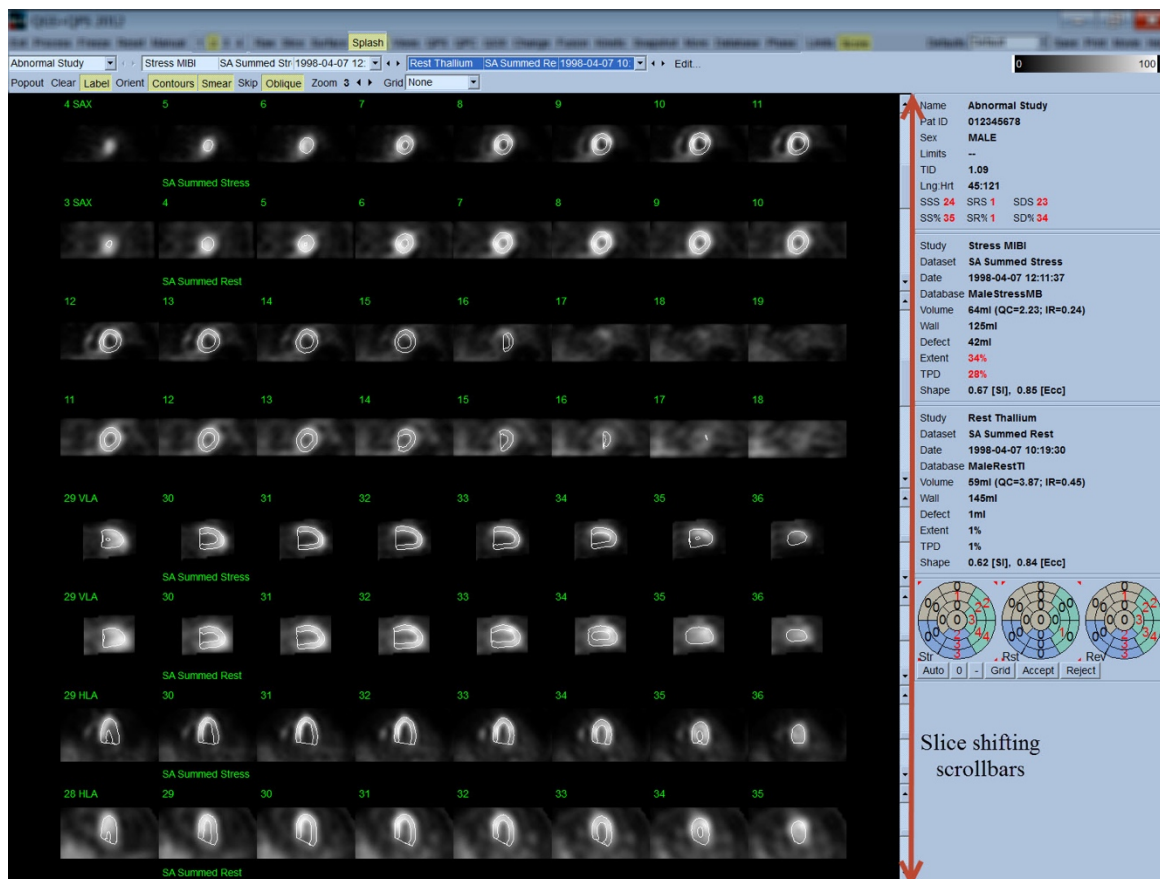 QGS+QPS 2012
Splash
Abnormal Study Stress MIBI SA Summed Str 1998-04-07 12: Rest Thallium SA Summed Re 1998-04-07 10: Edit...
0 100
Popout Clear Label Orient Contours Smear Skip Oblique Zoom 3 Grid None
4 SAX 5 6 7 8 9 10 11
SA Summed Stress
3 SAX 4 5 6 7 8 9 10
SA Summed Rest
12 13 14 15 16 17 18 19
11 12 13 14 15 16 17 18
29 VLA 30 31 32 33 34 35 36
SA Summed Stress
29 VLA 30 31 32 33 34 35 36
SA Summed Rest
29 HLA 30 31 32 33 34 35 36
SA Summed Stress
28 HLA 29 30 31 32 33 34 35
SA Summed Rest
Name Abnormal Study
Pat ID 012345678
Sex MALE
Limits --
TID 1.09
Lng:Hrt 45:121
SSS 24 SRS 1 SDS 23
SS% 35 SR% 1 SD% 34
Study Stress MIBI
Dataset SA Summed Stress
Date 1998-04-07 12:11:37
Database MaleStressMB
Volume 64ml (QC=2.23; IR=0.24)
Wall 125ml
Defect 42ml
Extent 34%
TPD 28%
Shape 0.67 [SI], 0.85 [Ecc]
Study Rest Thallium
Dataset SA Summed Rest
Date 1998-04-07 10:19:30
Database MaleRestTl
Volume 59ml (QC=3.87; IR=0.45)
Wall 145ml
Defect 1ml
Extent 1%
TPD 1%
Shape 0.62 [SI], 0.84 [Ecc]
Str Rst Rev
Auto 0 - Grid Accept Reject
Slice shifting
scrollbars